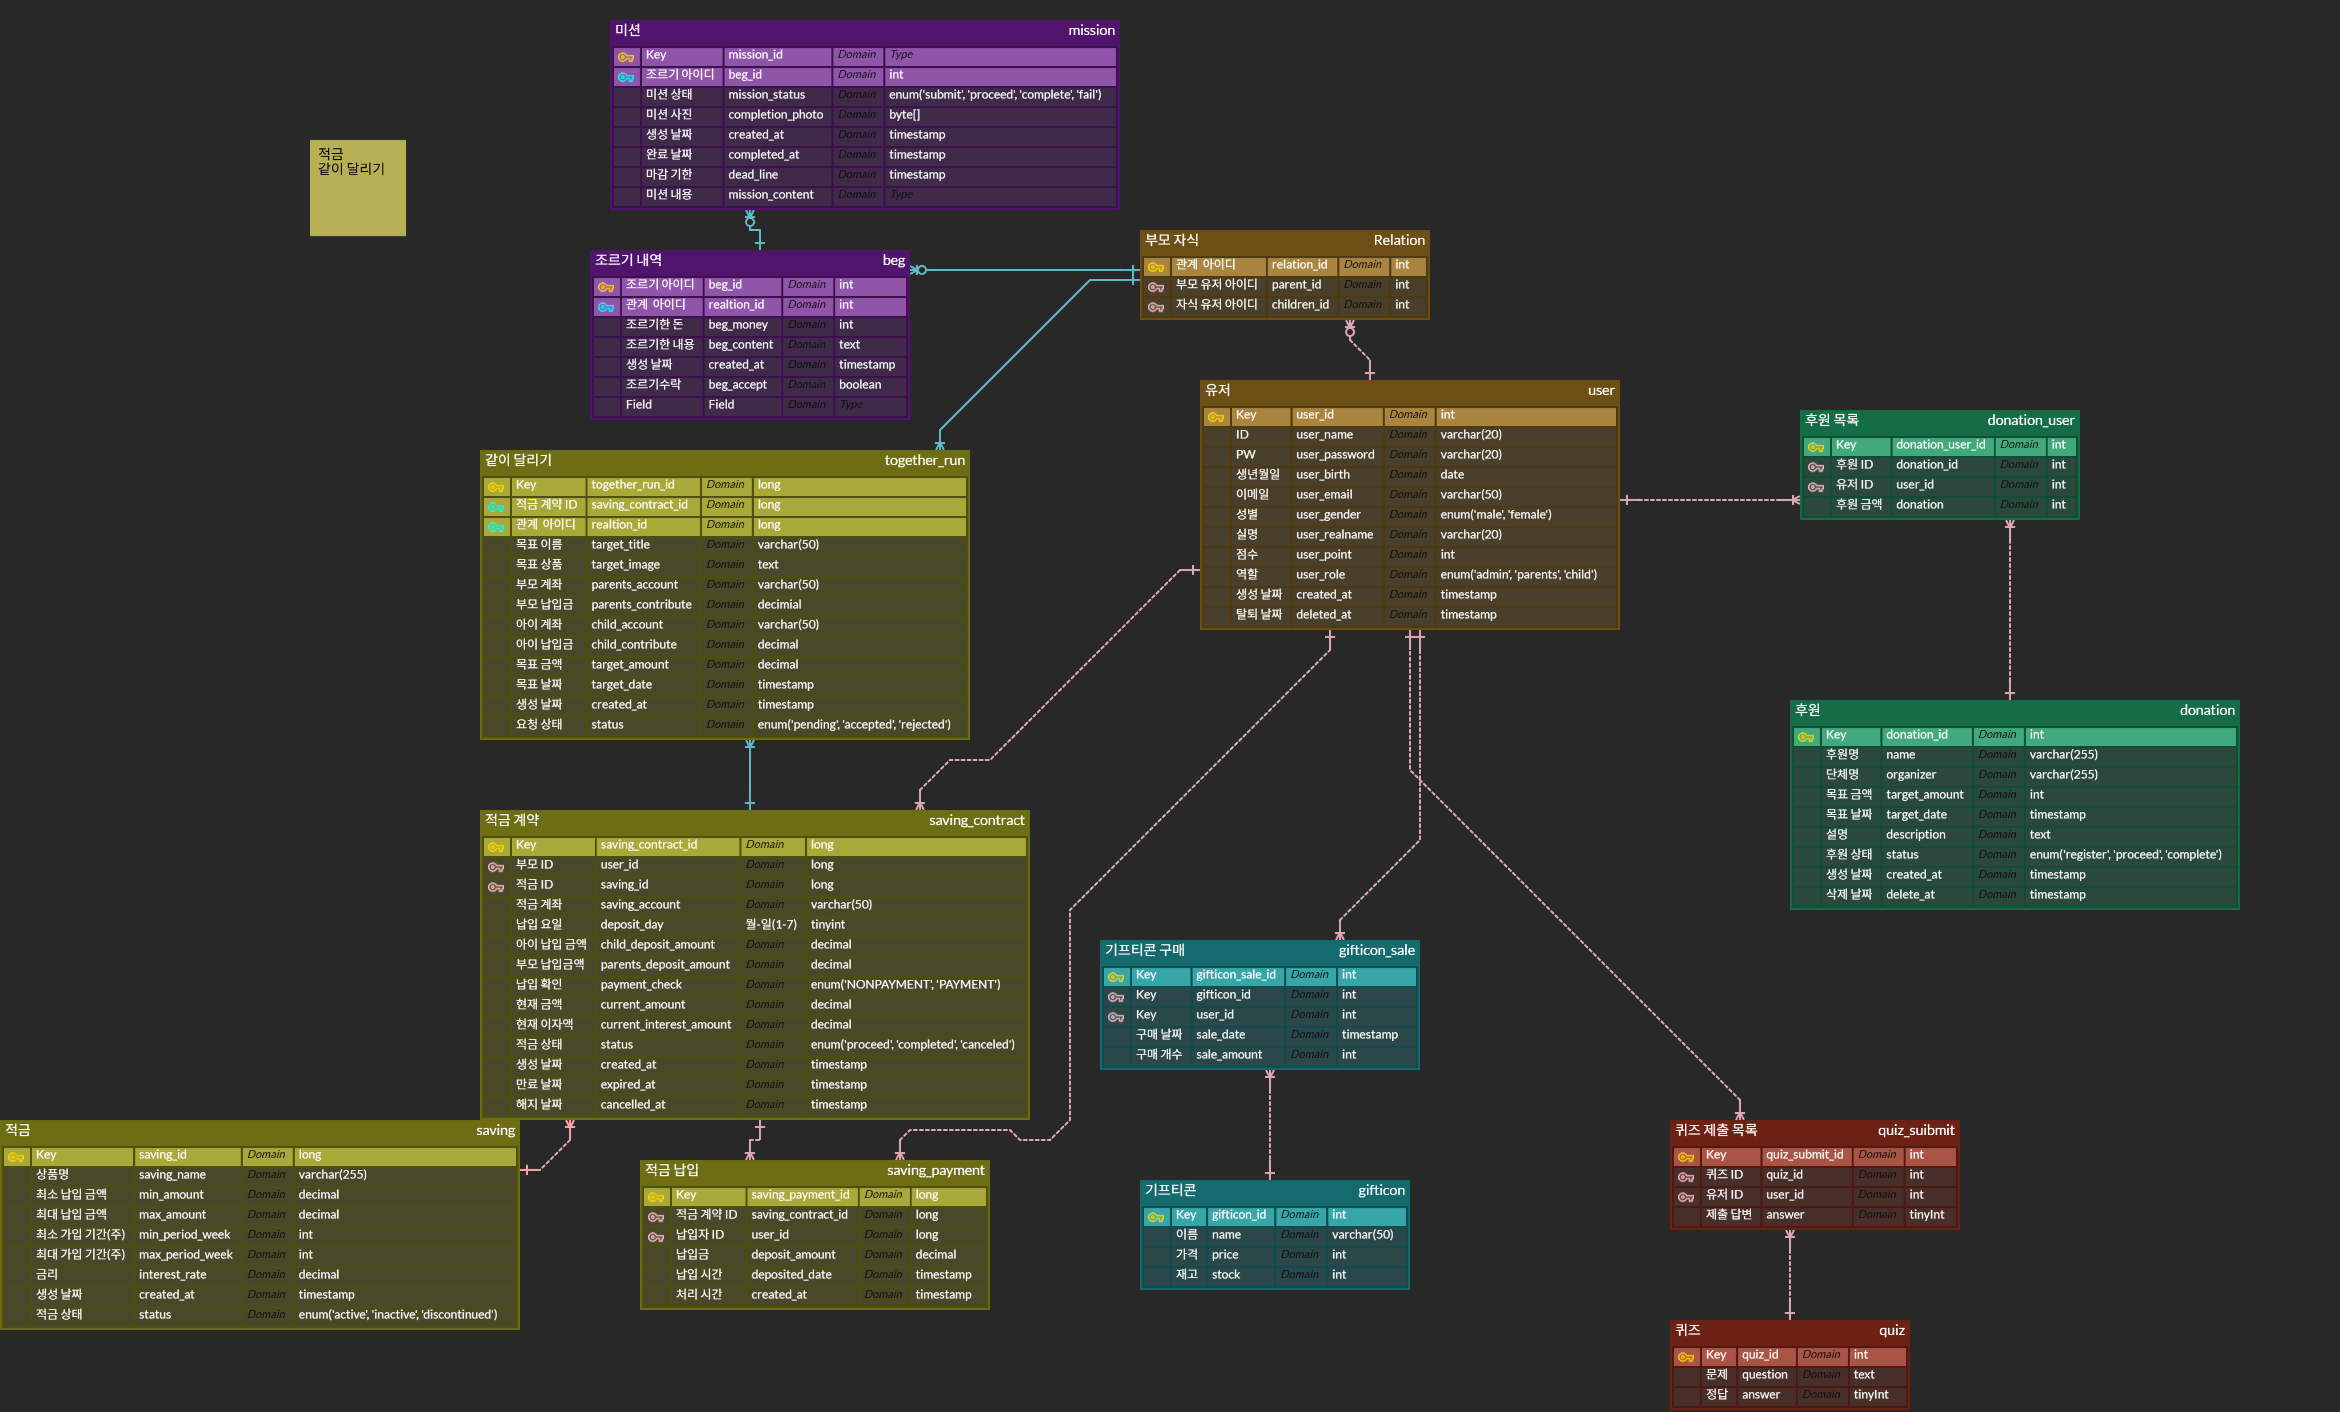 미션 mission
Key mission_id Domain Type
조르기 아이디 beg_id Domain int
미션 상태 mission_status Domain enum('submit', 'proceed', 'complete', 'fail')
미션 사진 completion_photo Domain byte[]
생성 날짜 created_at Domain timestamp
완료 날짜 completed_at Domain timestamp
마감 기한 dead_line Domain timestamp
미션 내용 mission_content Domain Type
적금
같이 달리기
조르기 내역 beg
조르기 아이디 beg_id Domain int
관계 아이디 realtion_id Domain int
조르기한 돈 beg_money Domain int
조르기한 내용 beg_content Domain text
생성 날짜 created_at Domain timestamp
조르기수락 beg_accept Domain boolean
Field Field Domain Type
부모 자식 Relation
관계 아이디 relation_id Domain int
부모 유저 아이디 parent_id Domain int
자식 유저 아이디 children_id Domain int
유저 user
Key user_id Domain int
ID user_name Domain varchar(20)
PW user_password Domain varchar(20)
생년월일 user_birth Domain date
이메일 user_email Domain varchar(50)
성별 user_gender Domain enum('male', 'female')
실명 user_realname Domain varchar(20)
점수 user_point Domain int
역할 user_role Domain enum('admin', 'parents', 'child')
생성 날짜 created_at Domain timestamp
탈퇴 날짜 deleted_at Domain timestamp
후원 목록 donation_user
Key donation_user_id Domain int
후원 ID donation_id Domain int
유저 ID user_id Domain int
후원 금액 donation Domain int
같이 달리기 together_run
Key together_run_id Domain long
적금 계약 ID saving_contract_id Domain long
관계 아이디 realtion_id Domain long
목표 이름 target_title Domain varchar(50)
목표 상품 target_image Domain text
부모 계좌 parents_account Domain varchar(50)
부모 납입금 parents_contribute Domain decimial
아이 계좌 child_account Domain varchar(50)
아이 납입금 child_contribute Domain decimal
목표 금액 target_amount Domain decimal
목표 날짜 target_date Domain timestamp
생성 날짜 created_at Domain timestamp
요청 상태 status Domain enum('pending', 'accepted', 'rejected')
후원 donation
Key donation_id Domain int
후원명 name Domain varchar(255)
단체명 organizer Domain varchar(255)
목표 금액 target_amount Domain int
목표 날짜 target_date Domain timestamp
설명 description Domain text
후원 상태 status Domain enum('register', 'proceed', 'complete')
생성 날짜 created_at Domain timestamp
삭제 날짜 delete_at Domain timestamp
적금 계약 saving_contract
Key saving_contract_id Domain long
부모 ID user_id Domain long
적금 ID saving_id Domain long
적금 계좌 saving_account Domain varchar(50)
납입 요일 deposit_day 월-일(1-7) tinyint
아이 납입 금액 child_deposit_amount Domain decimal
부모 납입금액 parents_deposit_amount Domain decimal
납입 확인 payment_check Domain enum('NONPAYMENT', 'PAYMENT')
현재 금액 current_amount Domain decimal
현재 이자액 current_interest_amount Domain decimal
적금 상태 status Domain enum('proceed', 'completed', 'canceled')
생성 날짜 created_at Domain timestamp
만료 날짜 expired_at Domain timestamp
해지 날짜 cancelled_at Domain timestamp
기프티콘 구매 gifticon_sale
Key gifticon_sale_id Domain int
Key gifticon_id Domain int
Key user_id Domain int
구매 날짜 sale_date Domain timestamp
구매 개수 sale_amount Domain int
적금 saving
Key saving_id Domain long
상품명 saving_name Domain varchar(255)
최소 납입 금액 min_amount Domain decimal
최대 납입 금액 max_amount Domain decimal
최소 가입 기간(주) min_period_week Domain int
최대 가입 기간(주) max_period_week Domain int
금리 interest_rate Domain decimal
생성 날짜 created_at Domain timestamp
적금 상태 status Domain enum('active', 'inactive', 'discontinued')
적금 납입 saving_payment
Key saving_payment_id Domain long
적금 계약 ID saving_contract_id Domain long
납입자 ID user_id Domain long
납입금 deposit_amount Domain decimal
납입 시간 deposited_date Domain timestamp
처리 시간 created_at Domain timestamp
기프티콘 gifticon
Key gifticon_id Domain int
이름 name Domain varchar(50)
가격 price Domain int
재고 stock Domain int
퀴즈 제출 목록 quiz_suibmit
Key quiz_submit_id Domain int
퀴즈 ID quiz_id Domain int
유저 ID user_id Domain int
제출 답변 answer Domain tinyInt
퀴즈 quiz
Key quiz_id Domain int
문제 question Domain text
정답 answer Domain tinyInt